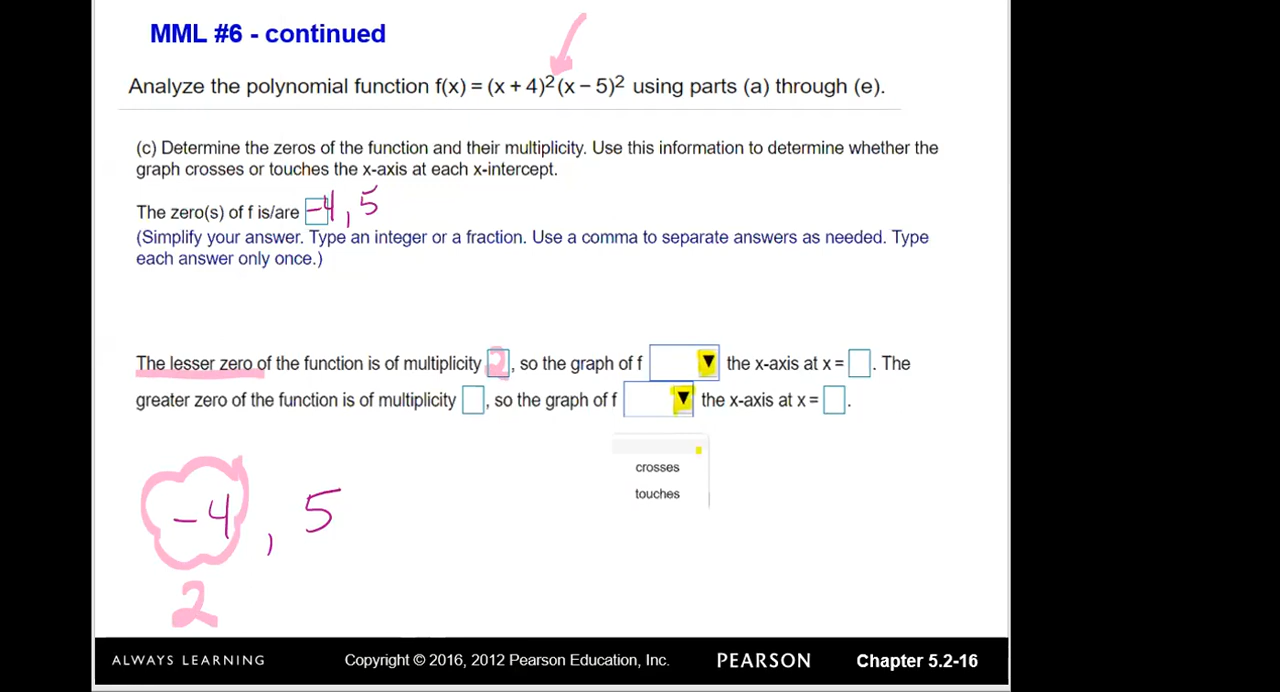 MML #6 - continued
Analyze the polynomial function f(x) = (x + 4)²(x − 5)² using parts (a) through (e).
(c) Determine the zeros of the function and their multiplicity. Use this information to determine whether the
graph crosses or touches the x-axis at each x-intercept.
The zero(s) of f is/are -4, 5
(Simplify your answer. Type an integer or a fraction. Use a comma to separate answers as needed. Type
each answer only once.)
The lesser zero of the function is of multiplicity 2, so the graph of f ▼ the x-axis at x = . The
greater zero of the function is of multiplicity , so the graph of f ▼ the x-axis at x = .
crosses
touches
-4, 5
2
ALWAYS LEARNING Copyright © 2016, 2012 Pearson Education, Inc. PEARSON Chapter 5.2-16